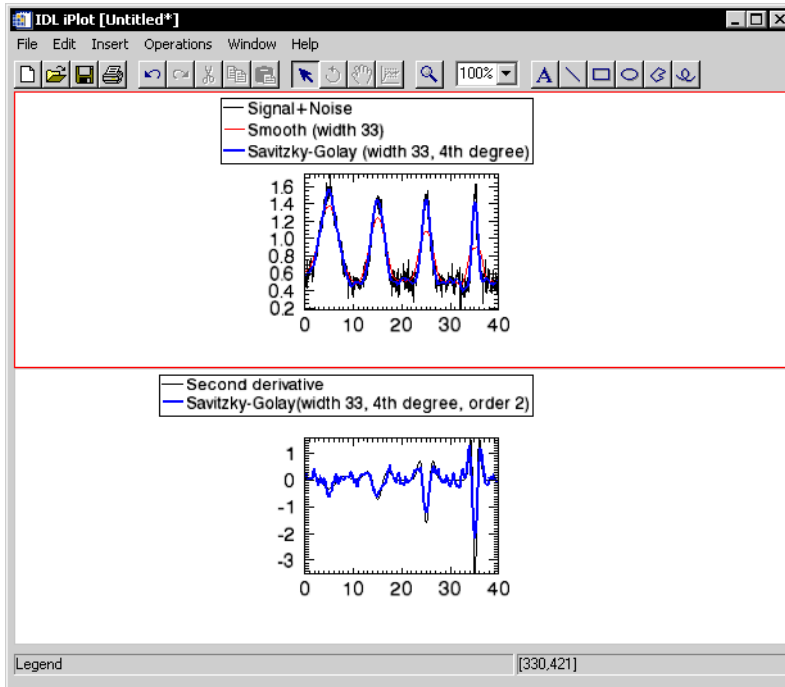 IDL iPlot [Untitled*]
File Edit Insert Operations Window Help
100% A
Signal+Noise
Smooth (width 33)
Savitzky-Golay (width 33, 4th degree)
1.6
1.4
1.2
1.0
0.8
0.6
0.4
0.2
0 10 20 30 40
Second derivative
Savitzky-Golay(width 33, 4th degree, order 2)
1
0
-1
-2
-3
0 10 20 30 40
Legend [330,421]